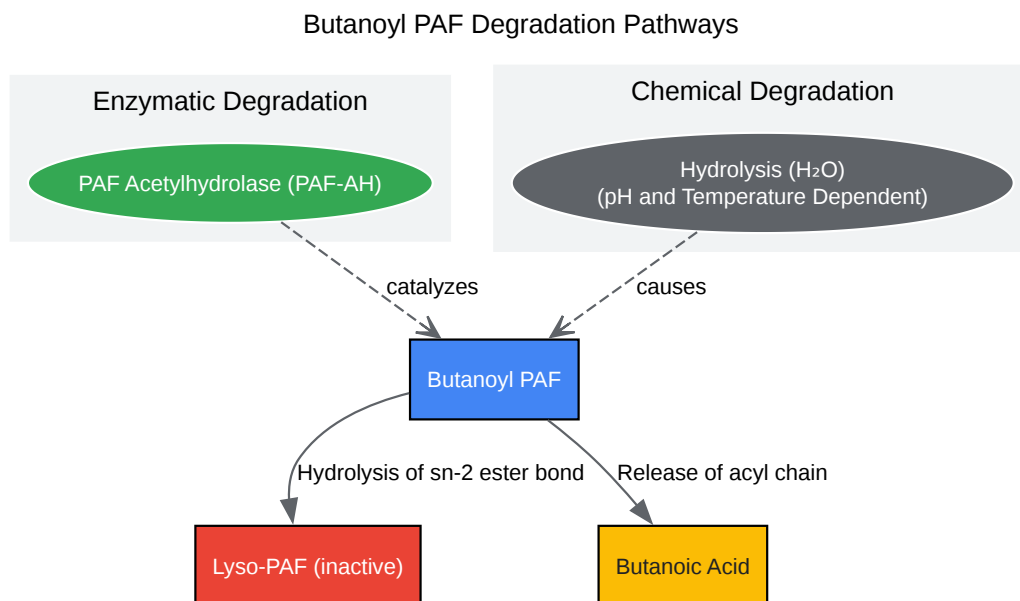 Butanoyl PAF Degradation Pathways
Enzymatic Degradation
Chemical Degradation
PAF Acetylhydrolase (PAF-AH)
Hydrolysis (H₂O)
(pH and Temperature Dependent)
catalyzes
causes
Butanoyl PAF
Hydrolysis of sn-2 ester bond
Release of acyl chain
Lyso-PAF (inactive)
Butanoic Acid